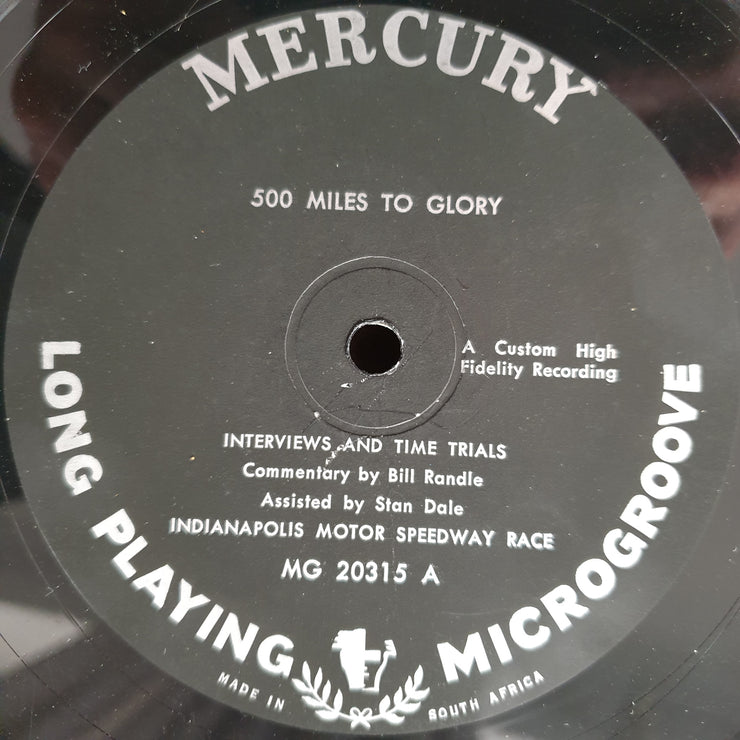 MERCURY
500 MILES TO GLORY
A Custom High
Fidelity Recording
INTERVIEWS AND TIME TRIALS
Commentary by Bill Randle
Assisted by Stan Dale
INDIANAPOLIS MOTOR SPEEDWAY RACE
MG 20315 A
LONG PLAYING MICROGROOVE
MADE IN SOUTH AFRICA